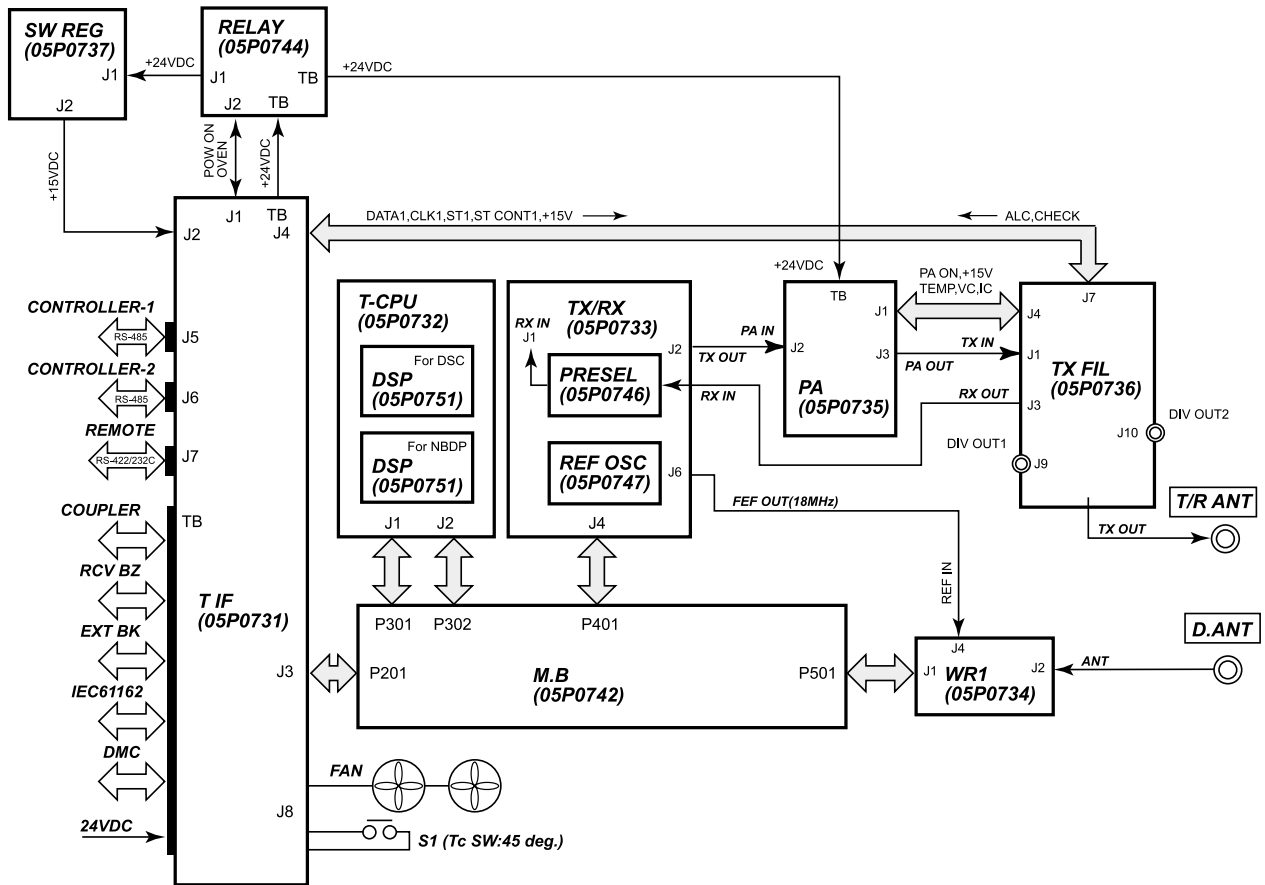 SW REG
(05P0737)
J1
J2
+24VDC
RELAY
(05P0744)
J1
TB
J2
TB
+24VDC
+15VDC
POW ON
OVEN
+24VDC
J1
TB
J2
J4
DATA1,CLK1,ST1,ST CONT1,+15V
ALC,CHECK
CONTROLLER-1
RS-485
J5
CONTROLLER-2
RS-485
J6
REMOTE
RS-422/232C
J7
COUPLER
TB
RCV BZ
EXT BK
IEC61162
DMC
24VDC
T IF
(05P0731)
J3
J8
FAN
S1 (Tc SW:45 deg.)
T-CPU
(05P0732)
For DSC
DSP
(05P0751)
For NBDP
DSP
(05P0751)
J1
J2
TX/RX
(05P0733)
RX IN
J1
J2
PRESEL
(05P0746)
REF OSC
(05P0747)
J6
J4
PA IN
TX OUT
RX IN
FEF OUT(18MHz)
+24VDC
TB
J1
J2
J3
PA
(05P0735)
PA ON,+15V
TEMP,VC,IC
TX IN
PA OUT
RX OUT
J7
J4
J1
TX FIL
(05P0736)
J3
J10
DIV OUT2
DIV OUT1
J9
TX OUT
T/R ANT
REF IN
D.ANT
P301
P302
P401
P201
M.B
(05P0742)
P501
J4
J1
J2
WR1
(05P0734)
ANT